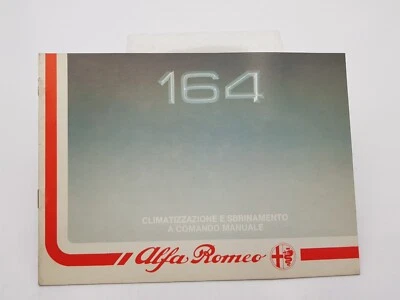 164
CLIMATIZZAZIONE E SBRINAMENTO
A COMANDO MANUALE
Alfa Romeo